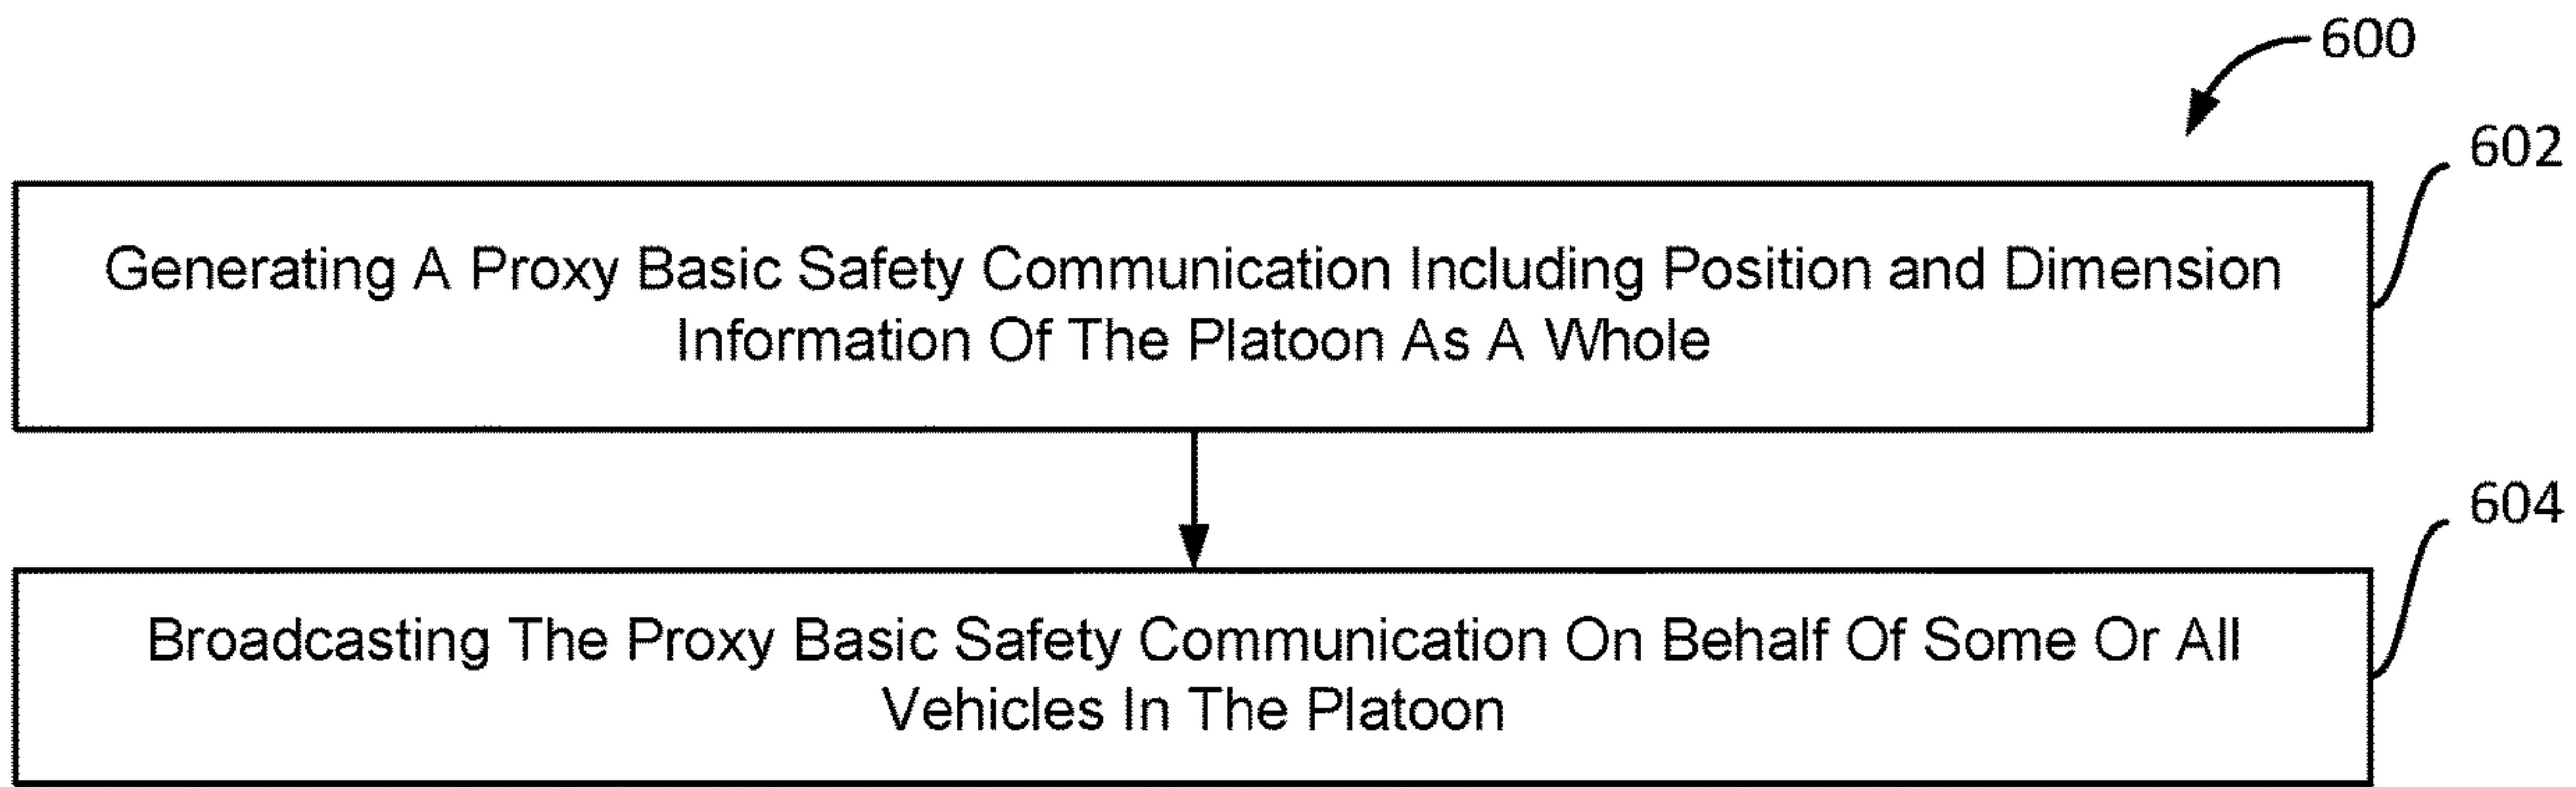 600
602
Generating A Proxy Basic Safety Communication Including Position and Dimension
Information Of The Platoon As A Whole
604
Broadcasting The Proxy Basic Safety Communication On Behalf Of Some Or All
Vehicles In The Platoon